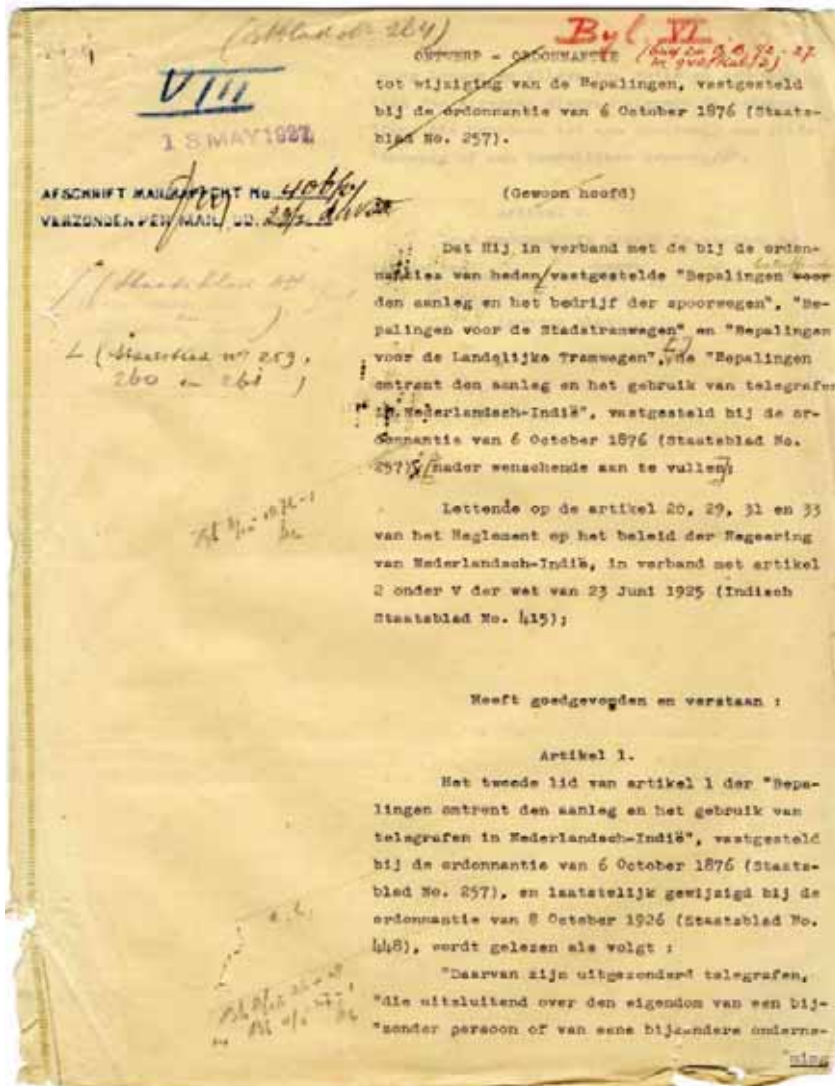 Byl. VI
VIII
18 MAY 1927
ONTWERP - ORDONNANTIE
tot wijziging van de Bepalingen, vastgesteld
bij de ordonnantie van 6 October 1876 (Staats-
blad No. 257).
AFSCHRIFT MAILRAPPORT No.
VERZONDEN PER MAIL DD.
(Gewoon hoofd)
Dat Hij in verband met de bij de ordon-
nanties van heden vastgestelde "Bepalingen voor
den aanleg en het bedrijf der spoorwegen", "Be-
palingen voor de Stadstramwegen" en "Bepalingen
voor de Landelijke Tramwegen", de "Bepalingen
omtrent den aanleg en het gebruik van telegrafen
in Nederlandsch-Indië", vastgesteld bij de or-
donnantie van 6 October 1876 (Staatsblad No.
257), nader wenschende aan te vullen;
(Staatsblad no 259,
260 en 261)
Lettende op de artikel 20, 29, 31 en 33
van het Reglement op het beleid der Regeering
van Nederlandsch-Indië, in verband met artikel
2 onder V der wet van 23 Juni 1925 (Indisch
Staatsblad No. 415);
Heeft goedgevonden en verstaan :
Artikel 1.
Het tweede lid van artikel 1 der "Bepa-
lingen omtrent den aanleg en het gebruik van
telegrafen in Nederlandsch-Indië", vastgesteld
bij de ordonnantie van 6 October 1876 (Staats-
blad No. 257), en laatstelijk gewijzigd bij de
ordonnantie van 8 October 1926 (Staatsblad No.
448), wordt gelezen als volgt :
"Daarvan zijn uitgezonderd telegrafen,
"die uitsluitend over den eigendom van een bij-
"zonder persoon of van eene bijzondere onderne-
"ming